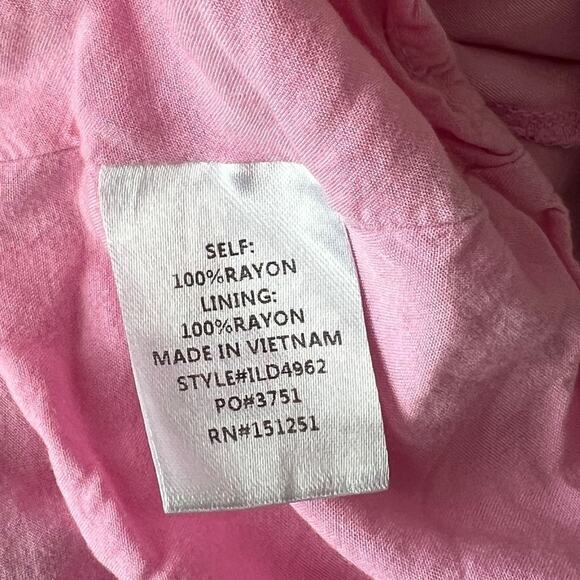 SELF:
100%RAYON
LINING:
100%RAYON
MADE IN VIETNAM
STYLE#ILD4962
PO#3751
RN#151251